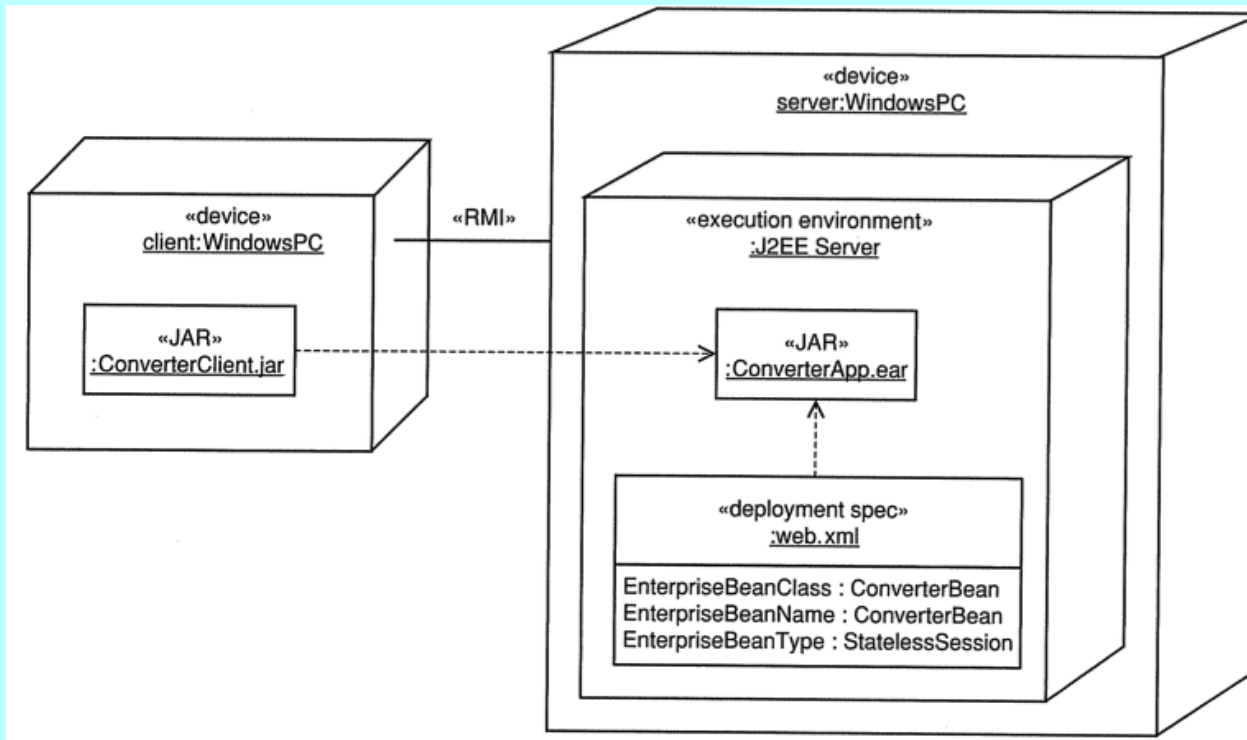 «device»
server:WindowsPC
«device»
client:WindowsPC
«RMI»
«execution environment»
:J2EE Server
«JAR»
:ConverterClient.jar
«JAR»
:ConverterApp.ear
«deployment spec»
:web.xml
EnterpriseBeanClass : ConverterBean
EnterpriseBeanName : ConverterBean
EnterpriseBeanType : StatelessSession